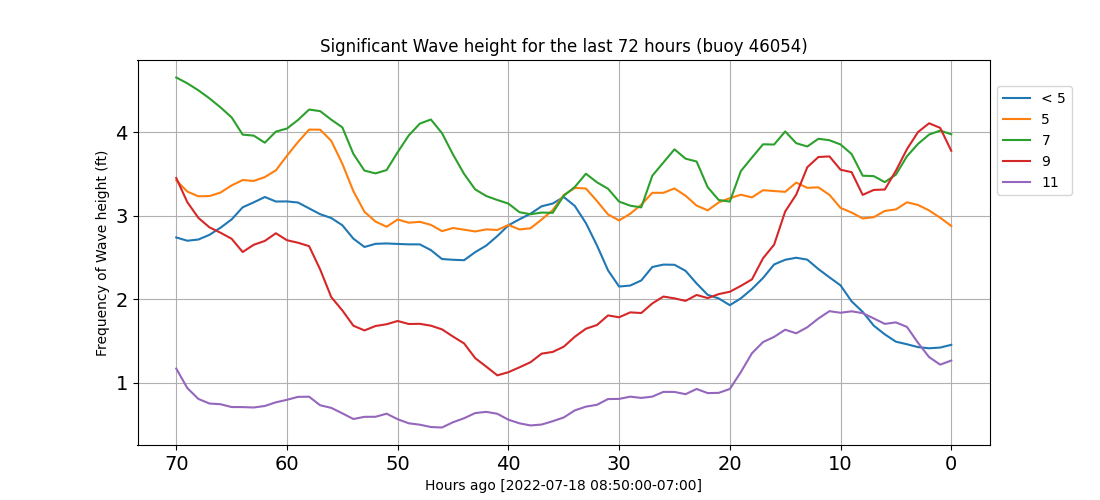 Significant Wave height for the last 72 hours (buoy 46054)
Frequency of Wave height (ft)
4
3
2
1
70 60 50 40 30 20 10 0
Hours ago [2022-07-18 08:50:00-07:00]
< 5
5
7
9
11